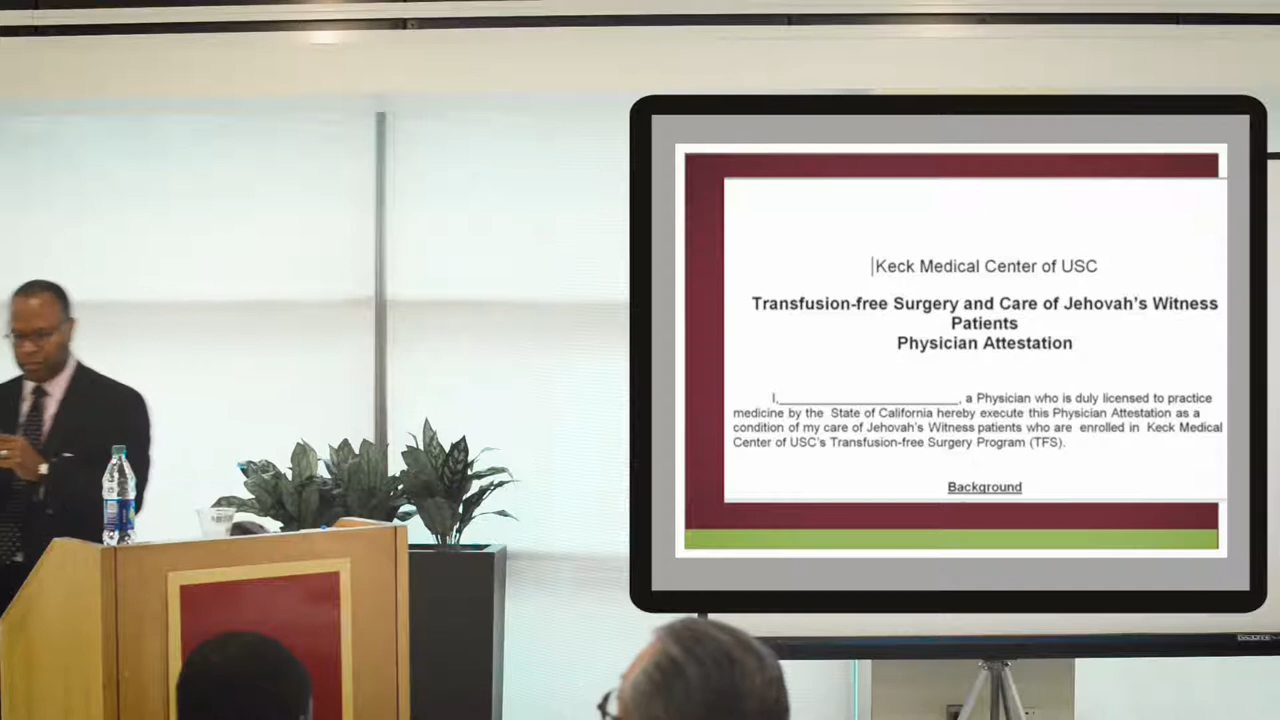 Keck Medical Center of USC
Transfusion-free Surgery and Care of Jehovah's Witness
Patients
Physician Attestation
I,____________________________, a Physician who is duly licensed to practice
medicine by the State of California hereby execute this Physician Attestation as a
condition of my care of Jehovah's Witness patients who are enrolled in Keck Medical
Center of USC's Transfusion-free Surgery Program (TFS).
Background